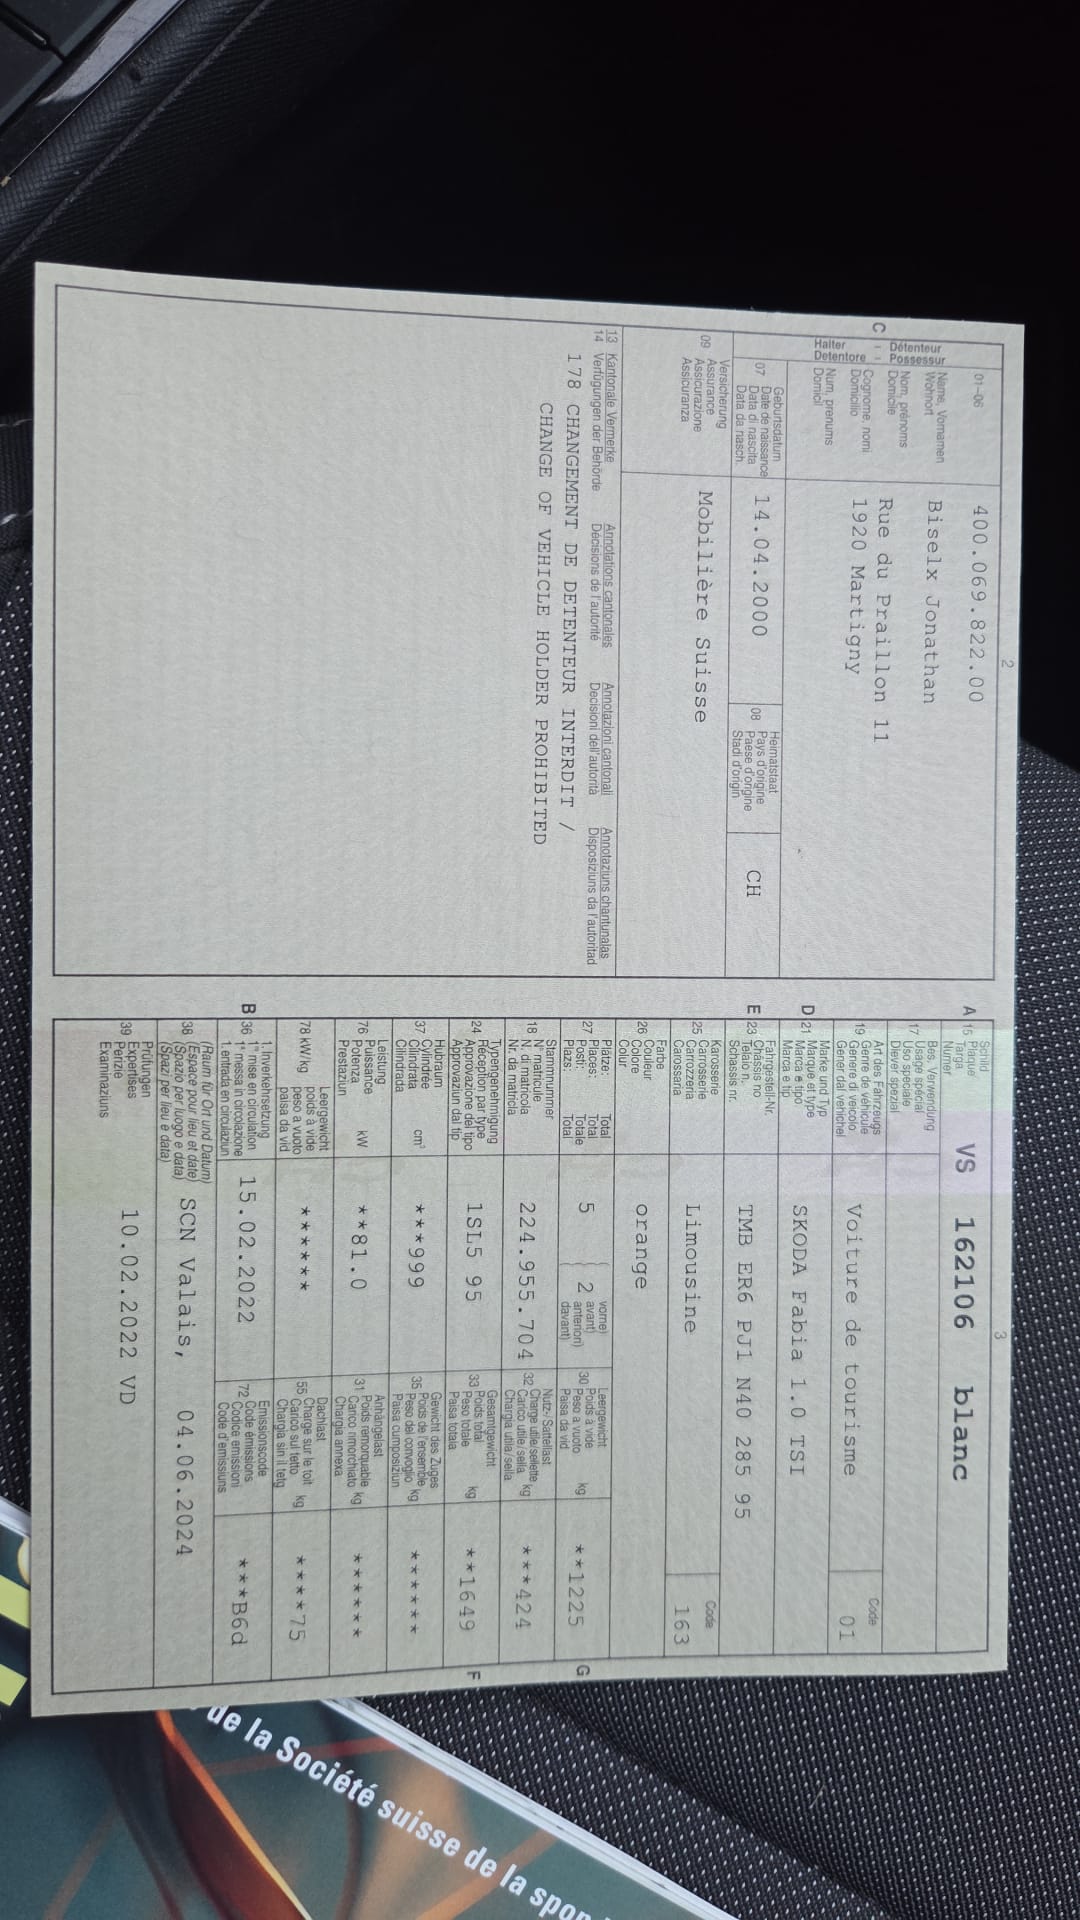 2
01-06
400.069.822.00
C
Détenteur
Possessur
Halter
Detentore
Name, Vornamen
Wohnort
Nom, prénoms
Domicile
Cognome, nomi
Domicilio
Num, prenums
Domicil
Biselx Jonathan
Rue du Praillon 11
1920 Martigny
07
Geburtsdatum
Date de naissance
Data di nascita
Data da nasch.
14.04.2000
08
Heimatstaat
Pays d'origine
Paese d'origine
Stadi d'origin
CH
09
Versicherung
Assurance
Assicurazione
Assicuranza
Mobilière Suisse
13 Kantonale Vermerke Annotations cantonales Annotazioni cantonali Annotaziuns chantunalas
14 Verfügungen der Behörde Décisions de l'autorité Decisioni dell'autorità Disposiziuns da l'autoritad
178 CHANGEMENT DE DETENTEUR INTERDIT /
CHANGE OF VEHICLE HOLDER PROHIBITED
3
A 15
Schild
Plaque
Targa
Numer
VS 162106 blanc
17
Bes. Verwendung
Usage spécial
Uso speciale
Diever spezial
19
Art des Fahrzeugs
Genre de véhicule
Genere di veicolo
Gener dal vehichel
Voiture de tourisme
Code
01
D 21
Marke und Typ
Marque et type
Marca e tipo
Marca e tip
SKODA Fabia 1.0 TSI
E 23
Fahrgestell-Nr.
Châssis no
Telaio n.
Schassis nr.
TMB ER6 PJ1 N40 285 95
25
Karosserie
Carrosserie
Carrozzeria
Carossaria
Limousine
Code
163
26
Farbe
Couleur
Colore
Colur
orange
27
Plätze: Total
Places: Total
Posti: Totale
Plazs: Total
5
2
vorne)
avant)
anteriori)
davant)
30
Leergewicht
Poids à vide
Peso a vuoto kg
Paisa da vid
**1225
G
18
Stammnummer
N° matricule
N. di matricola
Nr. da matricla
224.955.704
32
Nutz-/Sattellast
Charge utile/sellette
Carico utile/sella kg
Chargia utila/sella
***424
24
Typengenehmigung
Réception par type
Approvazione del tipo
Approvaziun dal tip
1SL5 95
33
Gesamtgewicht
Poids total
Peso totale kg
Paisa totala
**1649
F
37
Hubraum
Cylindrée
Cilindrata cm³
Cilindrada
***999
35
Gewicht des Zuges
Poids de l'ensemble
Peso del convoglio kg
Paisa cumposiziun
******
76
Leistung
Puissance
Potenza kW
Prestaziun
**81.0
31
Anhängelast
Poids remorquable
Carico rimorchiato kg
Chargia annexa
******
78 kW/kg
Leergewicht
poids à vide
peso a vuoto
paisa da vid
******
55
Dachlast
Charge sur le toit
Carico sul tetto kg
Chargia sin il tetg
****75
B 36
1. Inverkehrsetzung
1re mise en circulation
1a messa in circolazione
1. entrada en circulaziun
15.02.2022
72
Emissionscode
Code émissions
Codice emissioni
Code d'emissiuns
***B6d
38
(Raum für Ort und Datum)
(Espace pour lieu et date)
(Spazio per luogo e data)
(Spazi per lieu e data)
SCN Valais, 04.06.2024
39
Prüfungen
Expertises
Perizie
Examinaziuns
10.02.2022 VD
de la Société suisse de la spor